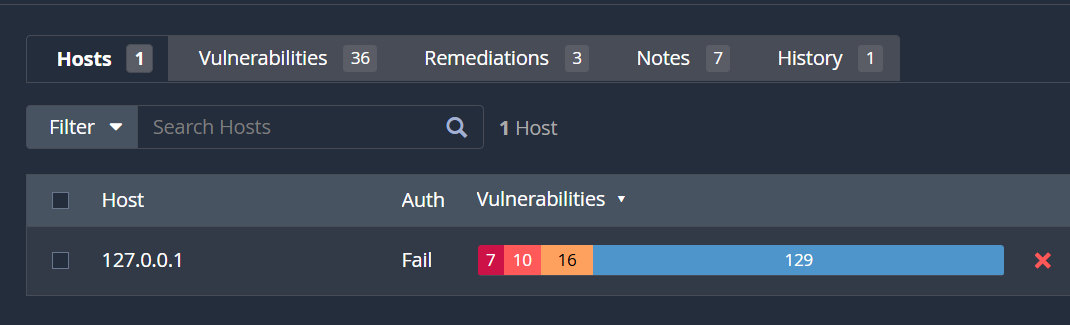 Hosts 1 Vulnerabilities 36 Remediations 3 Notes 7 History 1
Filter Search Hosts 1 Host
Host Auth Vulnerabilities
127.0.0.1 Fail 7 10 16 129